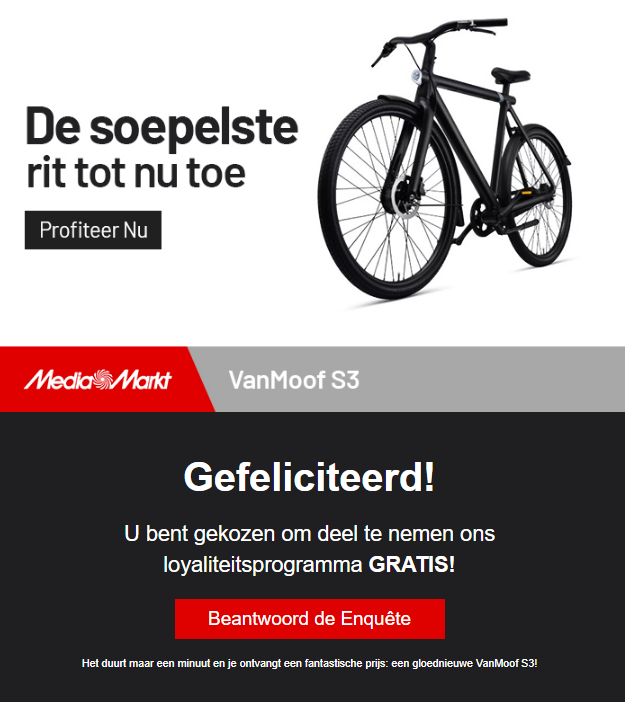 De soepelste
rit tot nu toe
Profiteer Nu
MediaMarkt
VanMoof S3
Gefeliciteerd!
U bent gekozen om deel te nemen ons
loyaliteitsprogramma GRATIS!
Beantwoord de Enquête
Het duurt maar een minuut en je ontvangt een fantastische prijs: een gloednieuwe VanMoof S3!